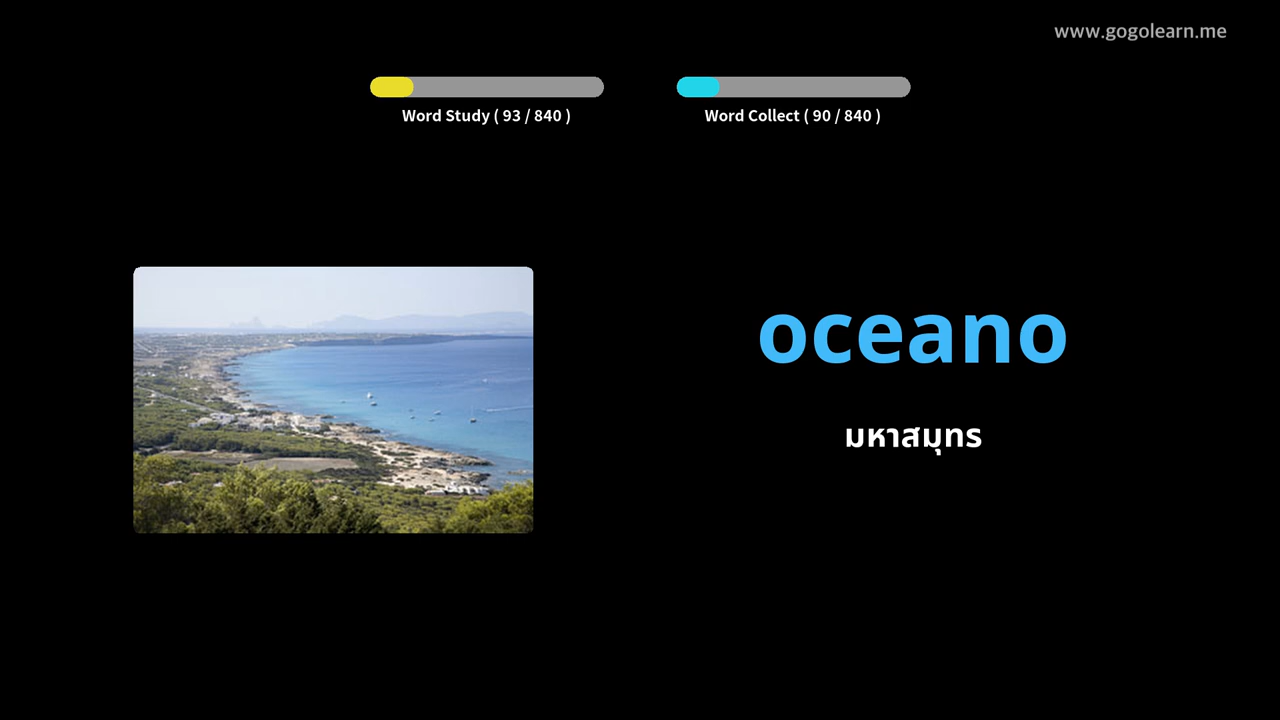 www.gogolearn.me
Word Study ( 93 / 840 )
Word Collect ( 90 / 840 )
oceano
มหาสมุทร